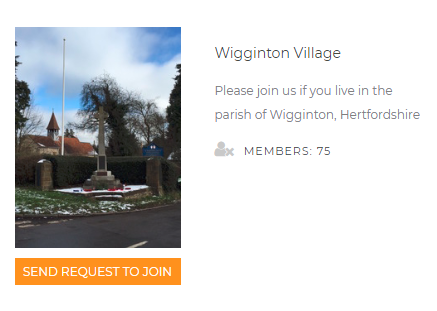 Wigginton Village
Please join us if you live in the
parish of Wigginton, Hertfordshire
MEMBERS: 75
SEND REQUEST TO JOIN